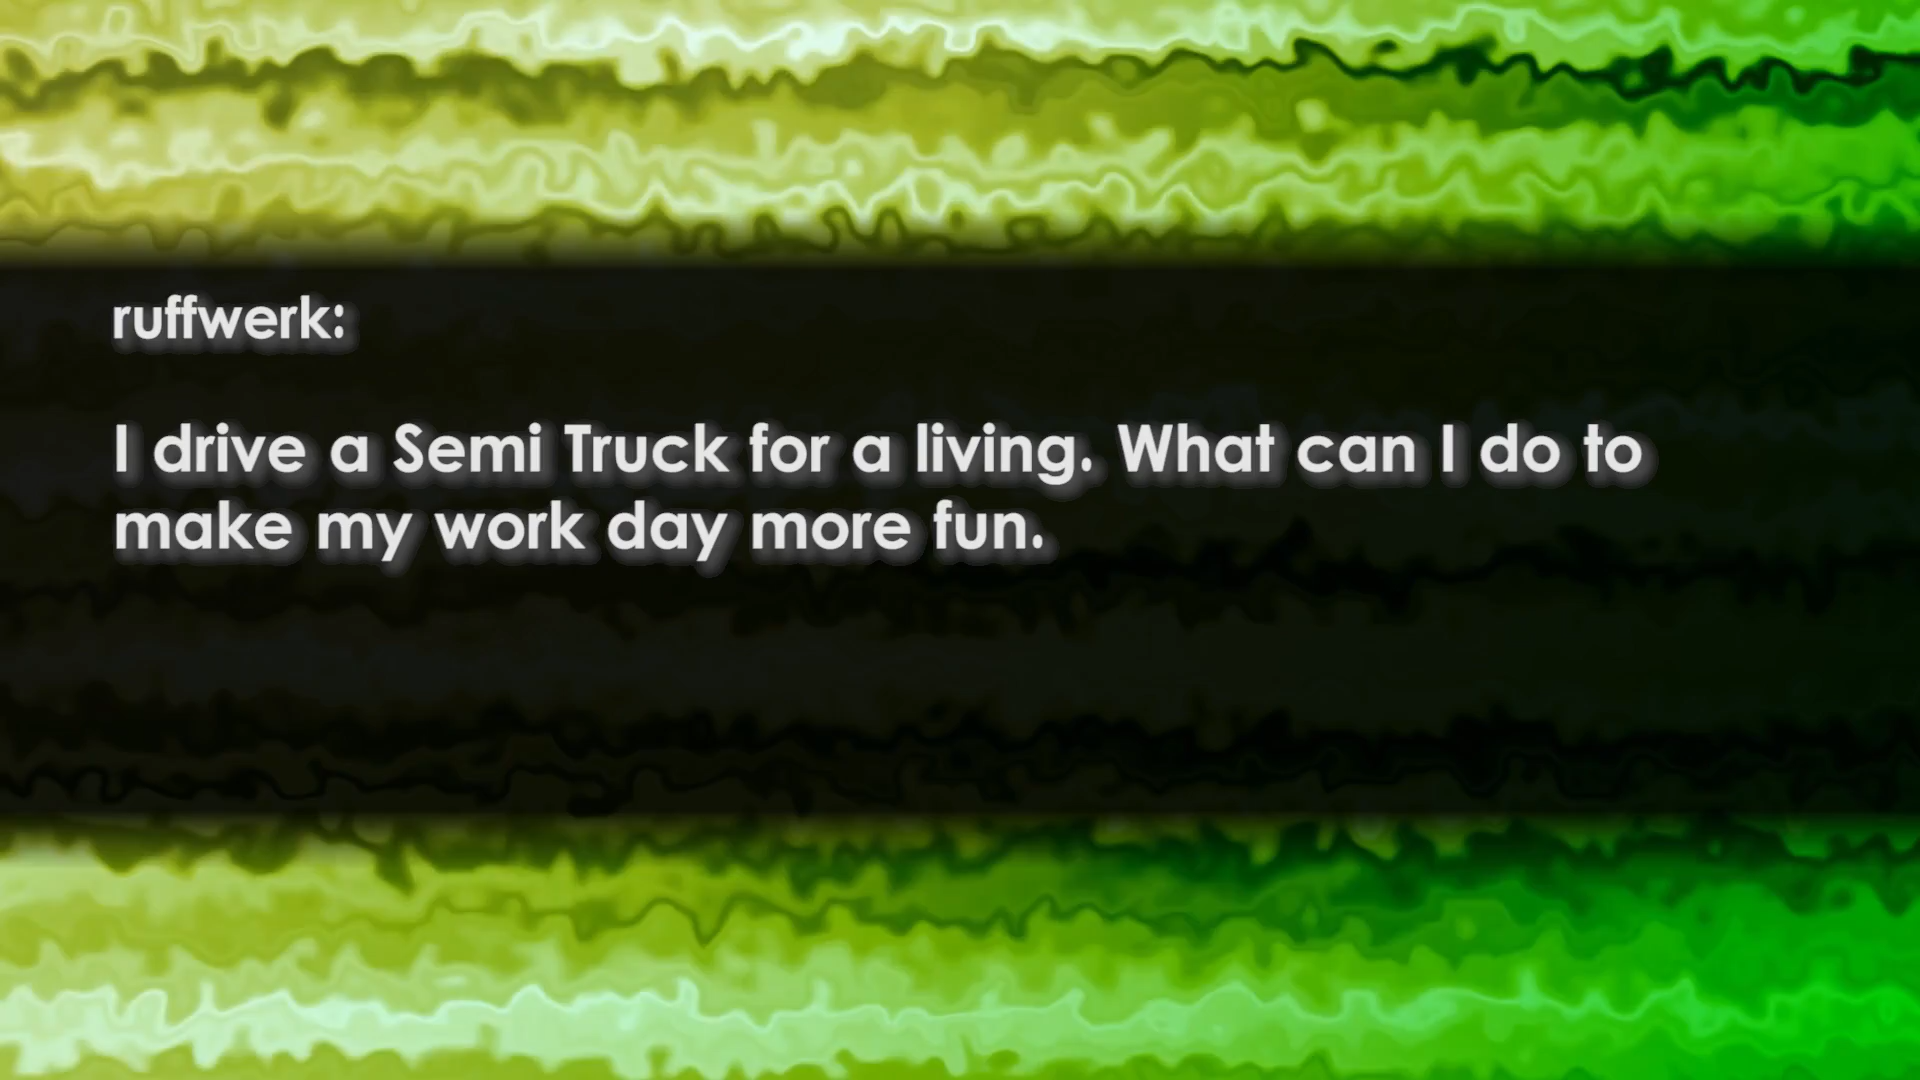 ruffwerk:
I drive a Semi Truck for a living. What can I do to
make my work day more fun.